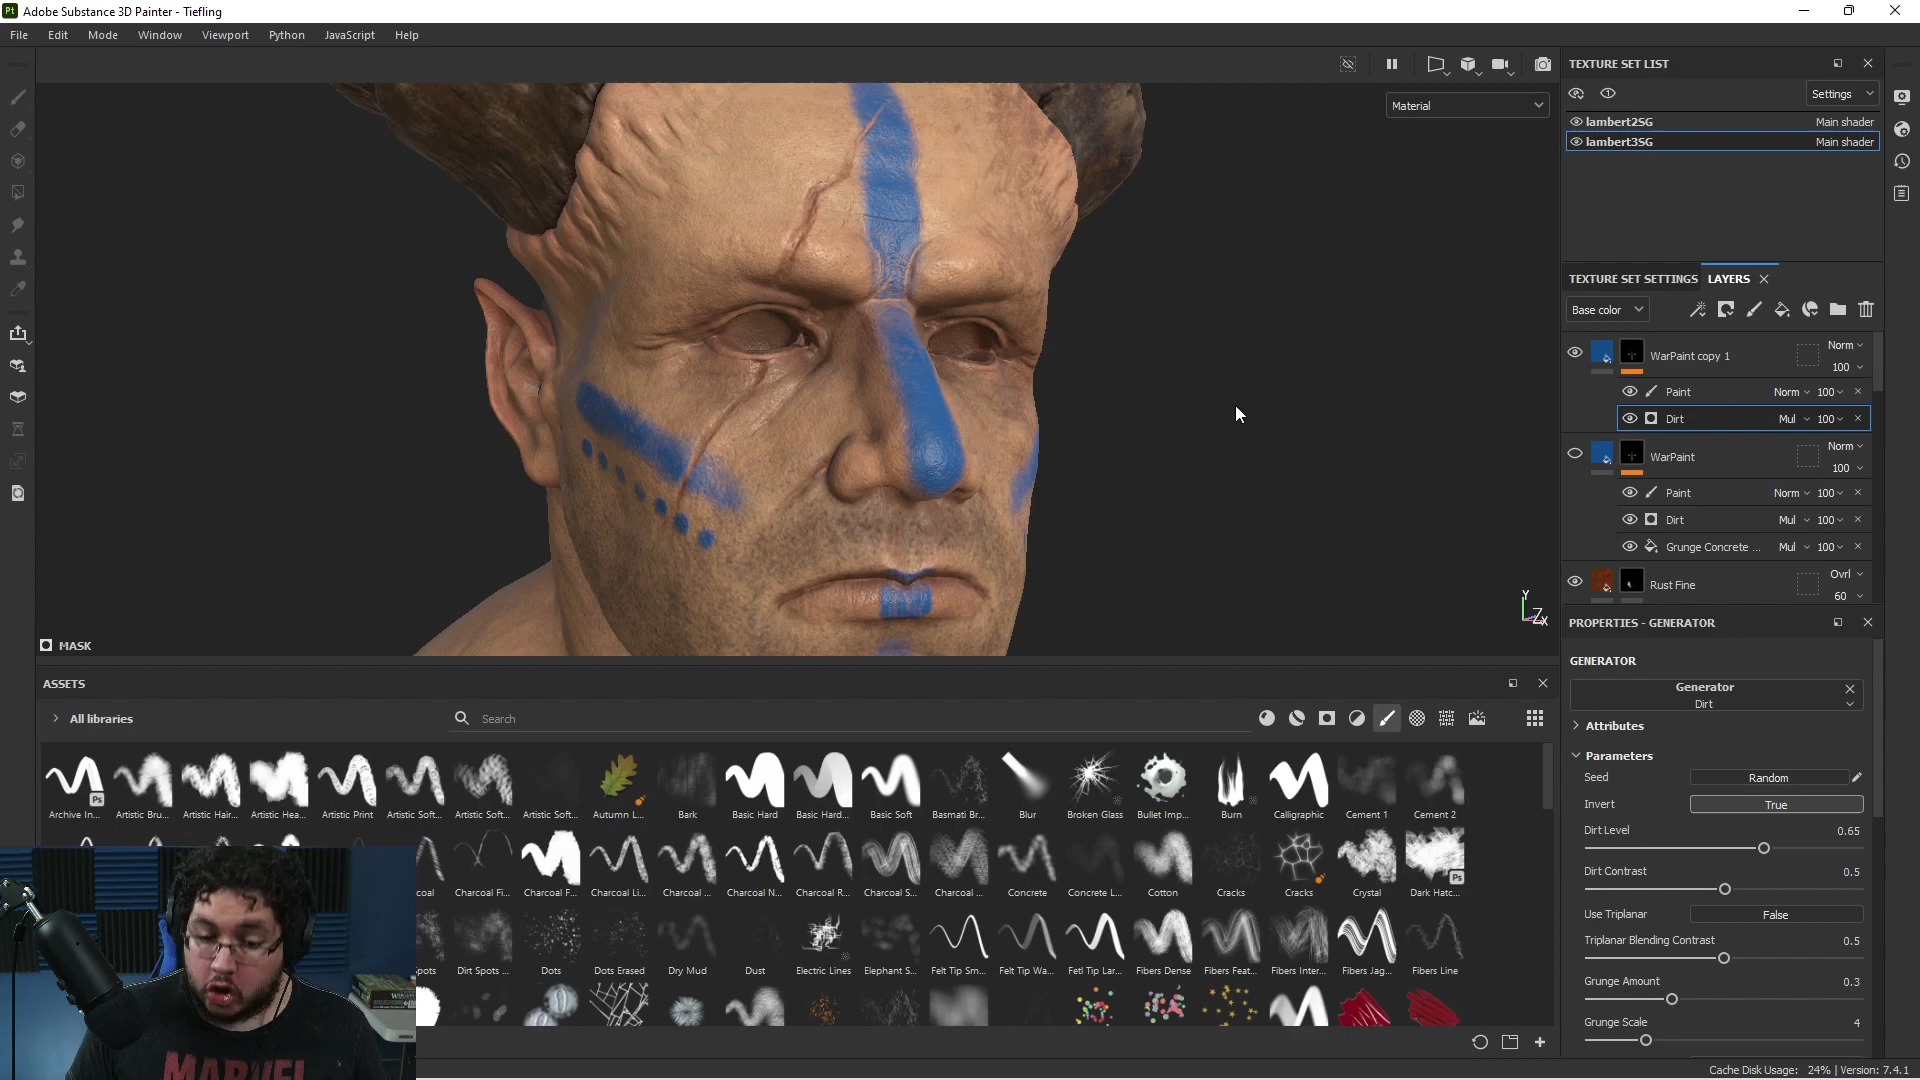 Pt Adobe Substance 3D Painter - Tiefling
File Edit Mode Window Viewport Python JavaScript Help
Material
MASK
Y
Z
X
TEXTURE SET LIST
Settings
lambert2SG Main shader
lambert3SG Main shader
TEXTURE SET SETTINGS LAYERS
Base color
WarPaint copy 1 Norm 100
Paint Norm 100
Dirt Mul 100
WarPaint Norm 100
Paint Norm 100
Dirt Mul 100
Grunge Concrete ... Mul 100
Rust Fine Ovrl 60
PROPERTIES - GENERATOR
GENERATOR
Generator
Dirt
Attributes
Parameters
Seed Random
Invert True
Dirt Level 0.65
Dirt Contrast 0.5
Use Triplanar False
Triplanar Blending Contrast 0.5
Grunge Amount 0.3
Grunge Scale 4
ASSETS
All libraries Search
Ps
Archive In... Artistic Bru... Artistic Hair... Artistic Hea... Artistic Print Artistic Soft... Artistic Soft... Artistic Soft... Autumn L... Bark Basic Hard Basic Hard... Basic Soft Basmati Br... Blur Broken Glass Bullet Imp... Burn Calligraphic Cement 1 Cement 2
Ps
coal Charcoal Fi... Charcoal F... Charcoal Li... Charcoal ... Charcoal N... Charcoal R... Charcoal S... Charcoal ... Concrete Concrete L... Cotton Cracks Cracks Crystal Dark Hatc...
pots Dirt Spots ... Dots Dots Erased Dry Mud Dust Electric Lines Elephant S... Felt Tip Sm... Felt Tip Wa... Fetl Tip Lar... Fibers Dense Fibers Feat... Fibers Inter... Fibers Jag... Fibers Line
MARVEL
Cache Disk Usage: 24% | Version: 7.4.1